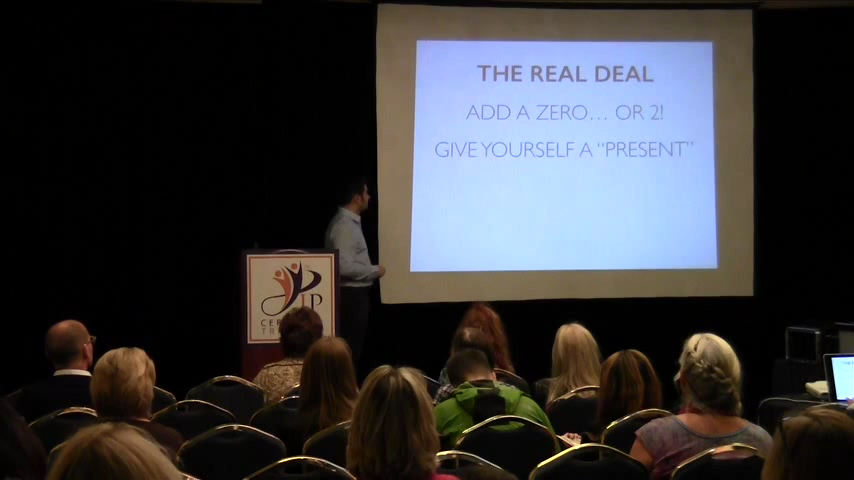 THE REAL DEAL
ADD A ZERO... OR 2!
GIVE YOURSELF A "PRESENT"